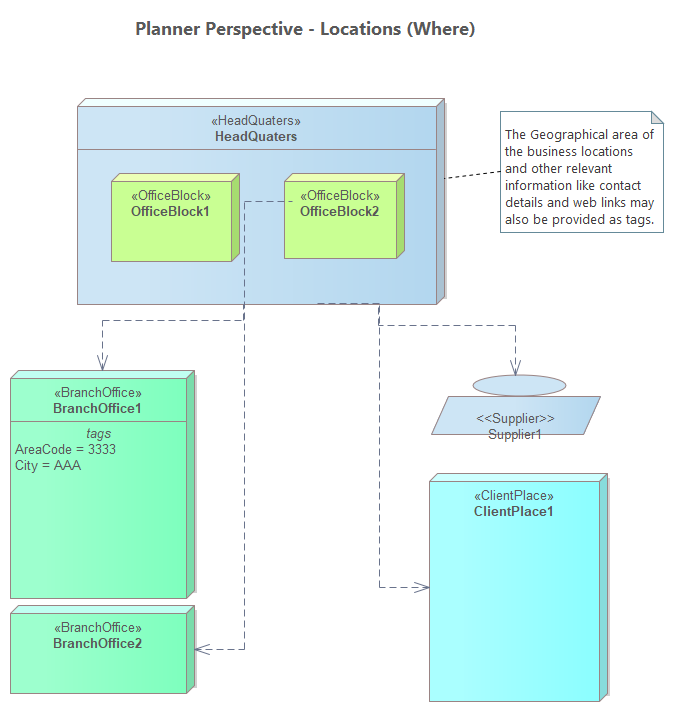 Planner Perspective - Locations (Where)
«HeadQuaters»
HeadQuaters
«OfficeBlock»
OfficeBlock1
«OfficeBlock»
OfficeBlock2
The Geographical area of
the business locations
and other relevant
information like contact
details and web links may
also be provided as tags.
«BranchOffice»
BranchOffice1
tags
AreaCode = 3333
City = AAA
<<Supplier>>
Supplier1
«ClientPlace»
ClientPlace1
«BranchOffice»
BranchOffice2